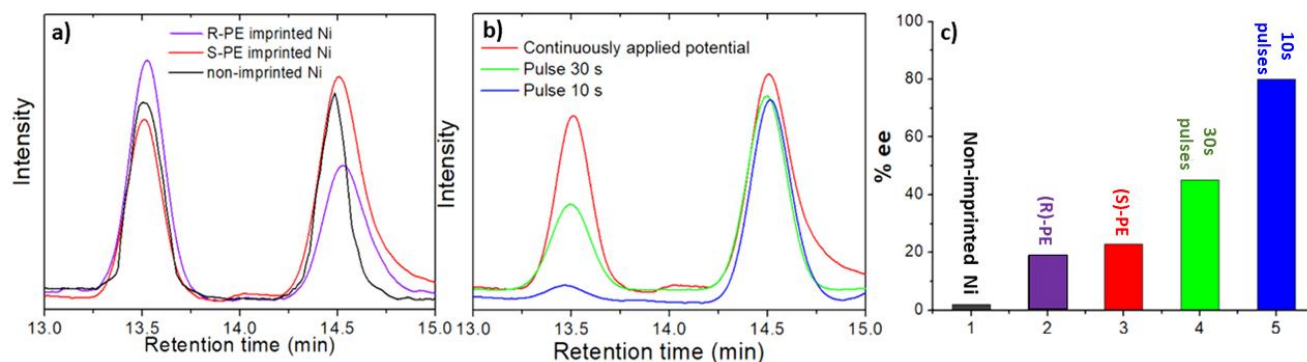 a)
R-PE imprinted Ni
S-PE imprinted Ni
non-imprinted Ni
Intensity
13.0 13.5 14.0 14.5 15.0
Retention time (min)
b)
Continuously applied potential
Pulse 30 s
Pulse 10 s
Intensity
13.0 13.5 14.0 14.5 15.0
Retention time (min)
c)
% ee
100
80
60
40
20
0
Non-imprinted Ni
(R)-PE
(S)-PE
30s
pulses
10s
pulses
1 2 3 4 5